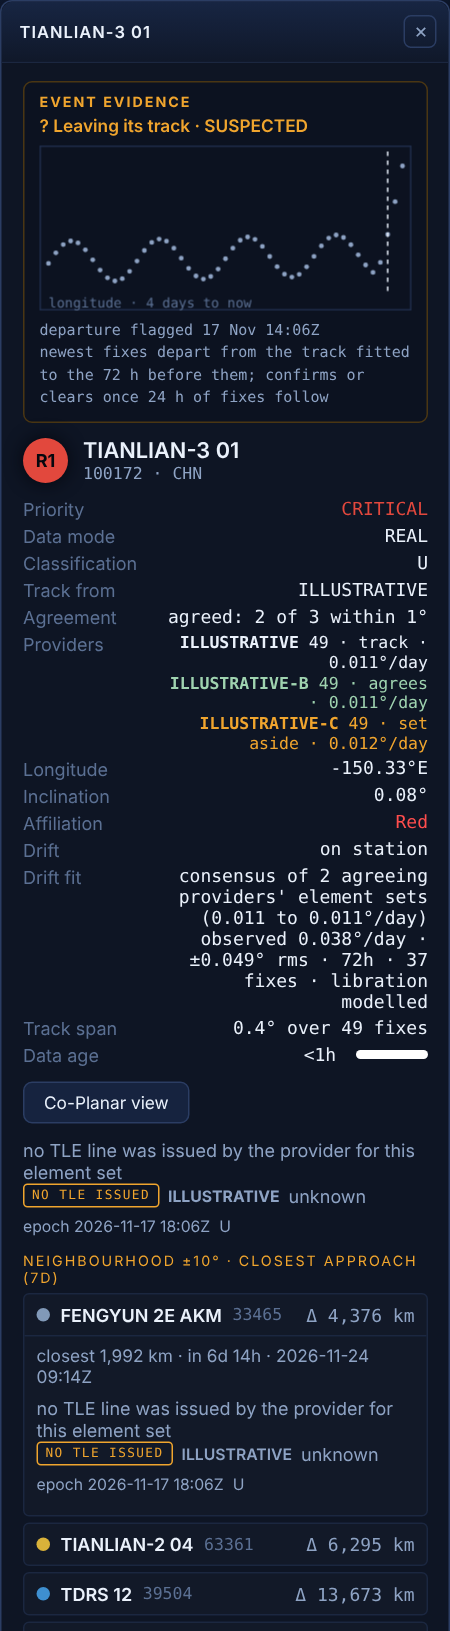 TIANLIAN-3 01
×
EVENT EVIDENCE
? Leaving its track · SUSPECTED
longitude · 4 days to now
departure flagged 17 Nov 14:06Z
newest fixes depart from the track fitted
to the 72 h before them; confirms or
clears once 24 h of fixes follow
R1
TIANLIAN-3 01
100172 · CHN
Priority CRITICAL
Data mode REAL
Classification U
Track from ILLUSTRATIVE
Agreement agreed: 2 of 3 within 1°
Providers ILLUSTRATIVE 49 · track ·
0.011°/day
ILLUSTRATIVE-B 49 · agrees
· 0.011°/day
ILLUSTRATIVE-C 49 · set
aside · 0.012°/day
Longitude -150.33°E
Inclination 0.08°
Affiliation Red
Drift on station
Drift fit consensus of 2 agreeing
providers' element sets
(0.011 to 0.011°/day)
observed 0.038°/day ·
±0.049° rms · 72h · 37
fixes · libration
modelled
Track span 0.4° over 49 fixes
Data age <1h
Co-Planar view
no TLE line was issued by the provider for this
element set
NO TLE ISSUED ILLUSTRATIVE unknown
epoch 2026-11-17 18:06Z U
NEIGHBOURHOOD ±10° · CLOSEST APPROACH
(7D)
FENGYUN 2E AKM 33465 Δ 4,376 km
closest 1,992 km · in 6d 14h · 2026-11-24
09:14Z
no TLE line was issued by the provider for
this element set
NO TLE ISSUED ILLUSTRATIVE unknown
epoch 2026-11-17 18:06Z U
TIANLIAN-2 04 63361 Δ 6,295 km
TDRS 12 39504 Δ 13,673 km